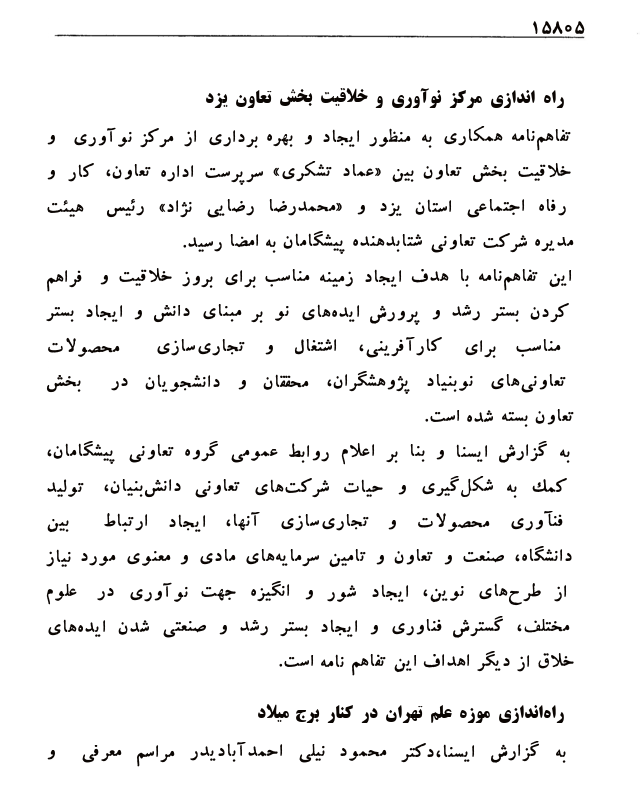 ۱۵۸۰۵
راه اندازی مرکز نوآوری و خلاقیت بخش تعاون یزد
تفاهم‌نامه همکاری به منظور ایجاد و بهره برداری از مرکز نوآوری و
خلاقیت بخش تعاون بین «عماد تشکری» سرپرست اداره تعاون، کار و
رفاه اجتماعی استان یزد و «محمدرضا رضایی نژاد» رئیس هیئت
مدیره شرکت تعاونی شتابدهنده پیشگامان به امضا رسید.
این تفاهم‌نامه با هدف ایجاد زمینه مناسب برای بروز خلاقیت و فراهم
کردن بستر رشد و پرورش ایده‌های نو بر مبنای دانش و ایجاد بستر
مناسب برای کارآفرینی، اشتغال و تجاری‌سازی محصولات
تعاونی‌های نوبنیاد پژوهشگران، محققان و دانشجویان در بخش
تعاون بسته شده است.
به گزارش ایسنا و بنا بر اعلام روابط عمومی گروه تعاونی پیشگامان،
کمك به شکل‌گیری و حیات شرکت‌های تعاونی دانش‌بنیان، تولید
فنآوری محصولات و تجاری‌سازی آنها، ایجاد ارتباط بین
دانشگاه، صنعت و تعاون و تامین سرمایه‌های مادی و معنوی مورد نیاز
از طرح‌های نوین، ایجاد شور و انگیزه جهت نوآوری در علوم
مختلف، گسترش فناوری و ایجاد بستر رشد و صنعتی شدن ایده‌های
خلاق از دیگر اهداف این تفاهم نامه است.
راه‌اندازی موزه علم تهران در کنار برج میلاد
به گزارش ایسنا،دکتر محمود نیلی احمدآبادیدر مراسم معرفی و